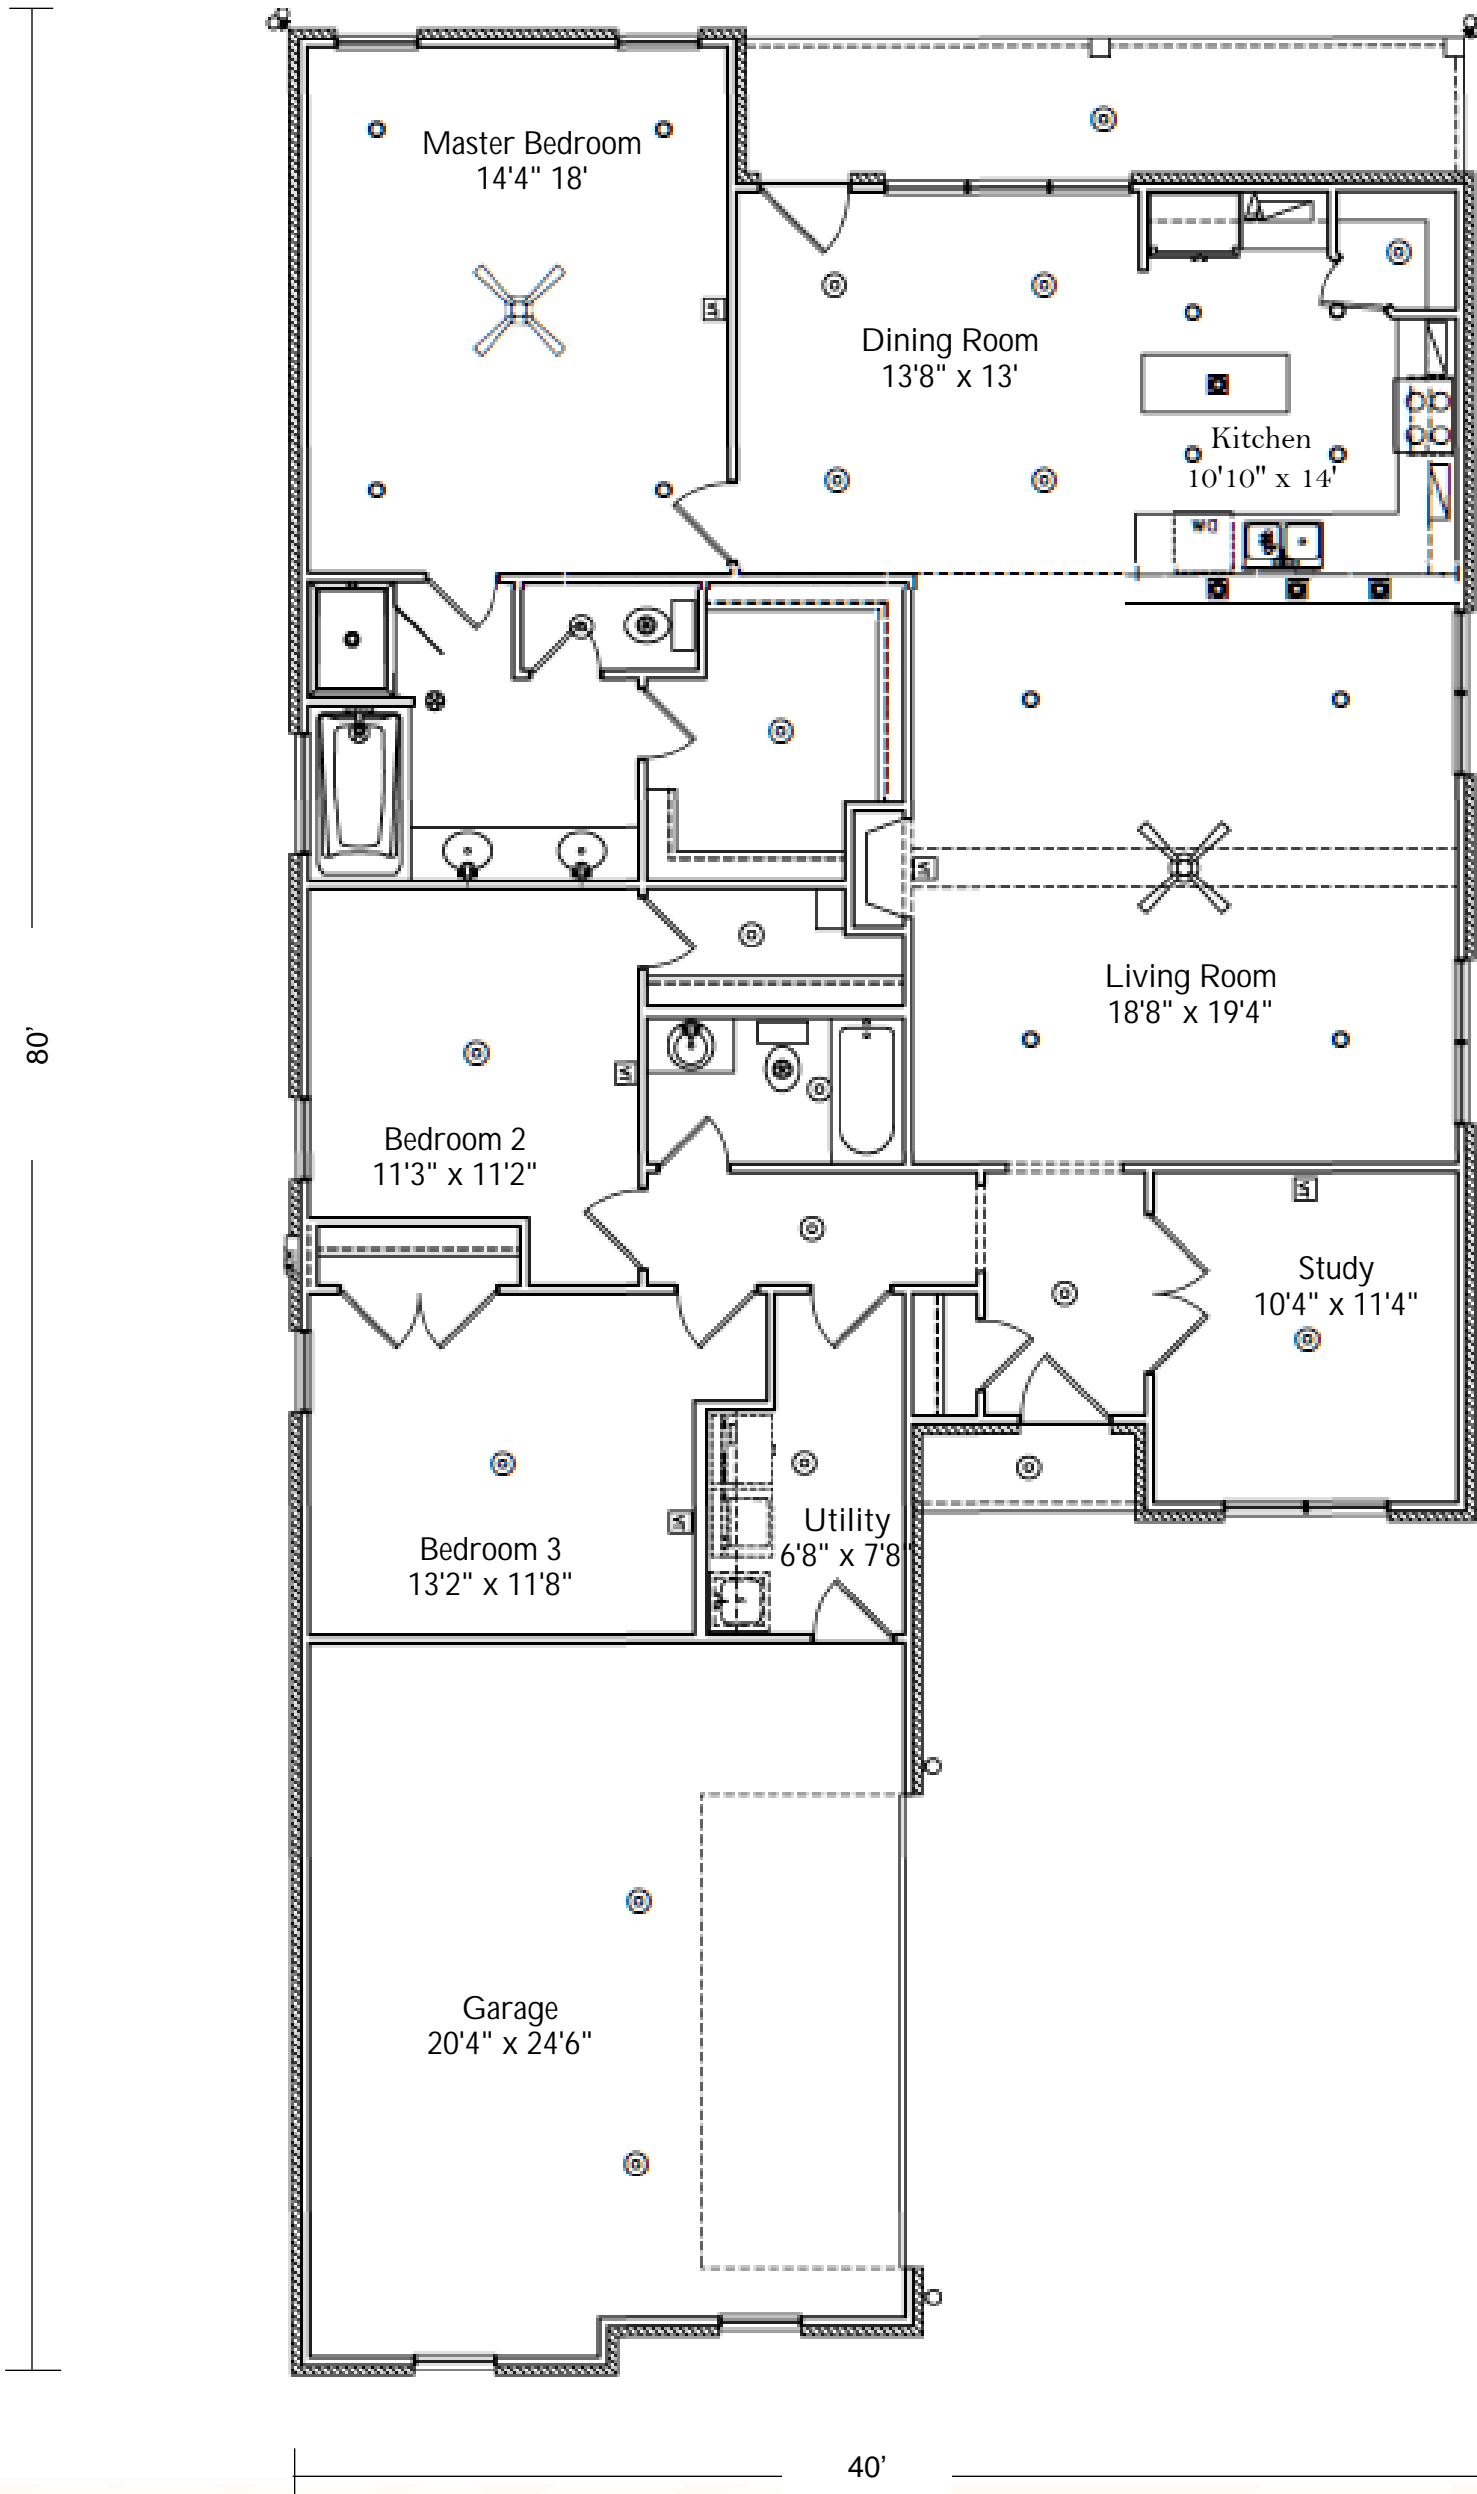 Master Bedroom
14'4" 18'
Dining Room
13'8" x 13'
Kitchen
10'10" x 14'
DW
Living Room
18'8" x 19'4"
80'
Bedroom 2
11'3" x 11'2"
Study
10'4" x 11'4"
Utility
6'8" x 7'8"
Bedroom 3
13'2" x 11'8"
Garage
20'4" x 24'6"
40'